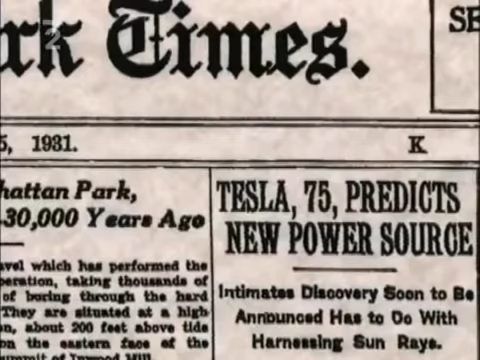 rk Times.
SE
5, 1931.
K
hattan Park,
30,000 Years Ago
avel which has performed the
peration, taking thousands of
of boring through the hard
They are situated at a high
on, about 200 feet above tide
on the eastern face of the
summit of Inwood Hill.
TESLA, 75, PREDICTS
NEW POWER SOURCE
Intimates Discovery Soon to Be
Announced Has to Do With
Harnessing Sun Rays.
2